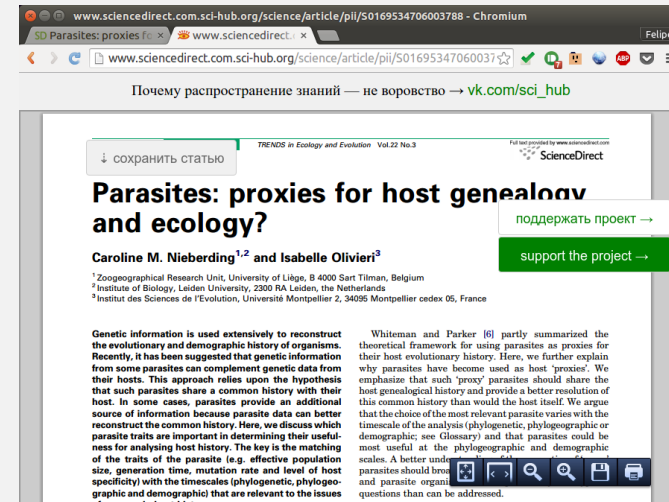 www.sciencedirect.com.sci-hub.org/science/article/pii/S0169534706003788 - Chromium
SD Parasites: proxies fo
www.sciencedirect.
Felipe
www.sciencedirect.com.sci-hub.org/science/article/pii/S016953470600037
ABP
Почему распространение знаний — не воровство → vk.com/sci_hub
TRENDS in Ecology and Evolution Vol.22 No.3
Full text provided by www.sciencedirect.com
ScienceDirect
↓ сохранить статью
Parasites: proxies for host genealogy
and ecology?
поддержать проект →
support the project →
Caroline M. Nieberding1,2 and Isabelle Olivieri3
1 Zoogeographical Research Unit, University of Liège, B 4000 Sart Tilman, Belgium
2 Institute of Biology, Leiden University, 2300 RA Leiden, the Netherlands
3 Institut des Sciences de l'Evolution, Université Montpellier 2, 34095 Montpellier cedex 05, France
Genetic information is used extensively to reconstruct
the evolutionary and demographic history of organisms.
Recently, it has been suggested that genetic information
from some parasites can complement genetic data from
their hosts. This approach relies upon the hypothesis
that such parasites share a common history with their
host. In some cases, parasites provide an additional
source of information because parasite data can better
reconstruct the common history. Here, we discuss which
parasite traits are important in determining their useful-
ness for analysing host history. The key is the matching
of the traits of the parasite (e.g. effective population
size, generation time, mutation rate and level of host
specificity) with the timescales (phylogenetic, phylogeo-
graphic and demographic) that are relevant to the issues
Whiteman and Parker [6] partly summarized the
theoretical framework for using parasites as proxies for
their host evolutionary history. Here, we further explain
why parasites have become used as host 'proxies'. We
emphasize that such 'proxy' parasites should share the
host genealogical history and provide a better resolution of
this common history than would the host itself. We argue
that the choice of the most relevant parasite varies with the
timescale of the analysis (phylogenetic, phylogeographic or
demographic; see Glossary) and that parasites could be
most useful at the phylogeographic and demographic
scales. A better
parasites should
and parasite
questions than can be addressed.